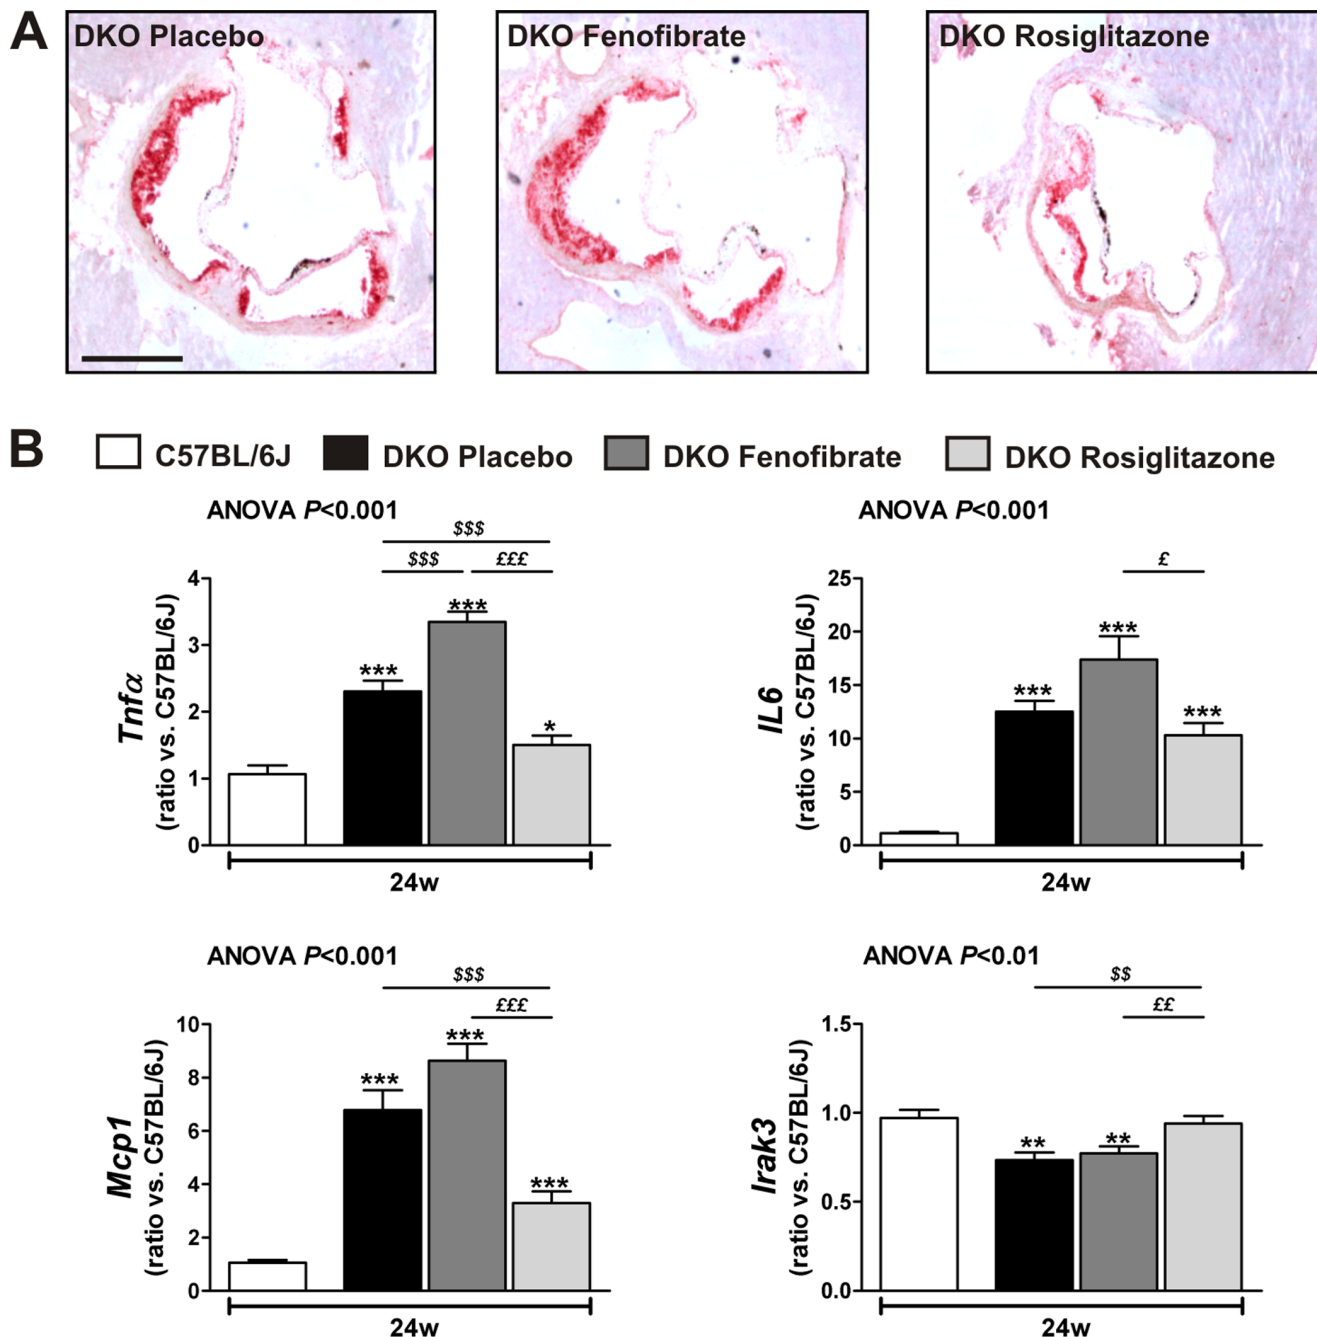 A
DKO Placebo
DKO Fenofibrate
DKO Rosiglitazone
B
C57BL/6J
DKO Placebo
DKO Fenofibrate
DKO Rosiglitazone
ANOVA P<0.001
$$$
$$$
£££
Tnfα
(ratio vs. C57BL/6J)
4
3
2
1
0
***
***
*
24w
ANOVA P<0.001
£
IL6
(ratio vs. C57BL/6J)
25
20
15
10
5
0
***
***
***
24w
ANOVA P<0.001
$$$
£££
Mcp1
(ratio vs. C57BL/6J)
10
8
6
4
2
0
***
***
***
24w
ANOVA P<0.01
$$
££
Irak3
(ratio vs. C57BL/6J)
1.5
1.0
0.5
0.0
**
**
24w